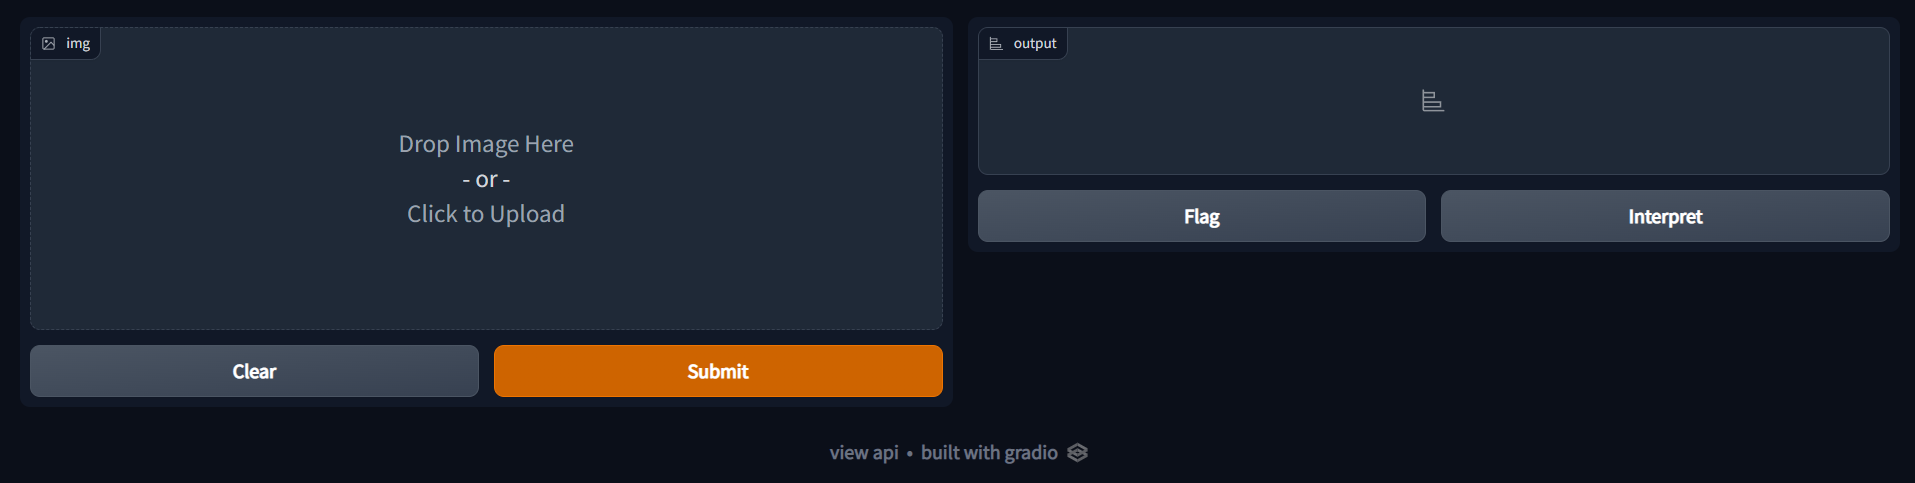 img
Drop Image Here
- or -
Click to Upload
Clear
Submit
output
Flag
Interpret
view api • built with gradio